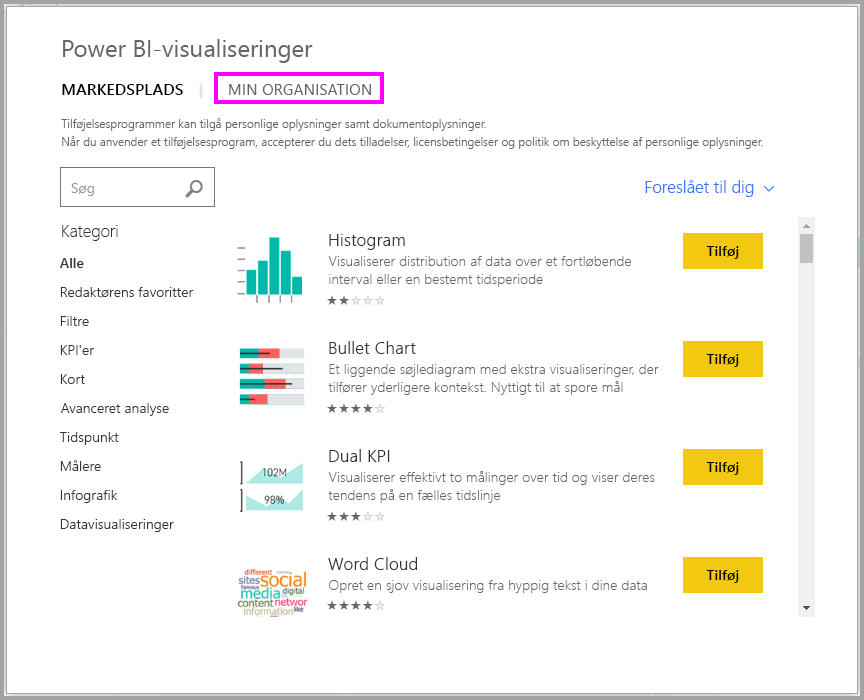 Power BI-visualiseringer
MARKEDSPLADS | MIN ORGANISATION
Tilføjelsesprogrammer kan tilgå personlige oplysninger samt dokumentoplysninger.
Når du anvender et tilføjelsesprogram, accepterer du dets tilladelser, licensbetingelser og politik om beskyttelse af personlige oplysninger.
Søg
Foreslået til dig
Kategori
Alle
Redaktørens favoritter
Filtre
KPI'er
Kort
Avanceret analyse
Tidspunkt
Målere
Infografik
Datavisualiseringer
Histogram
Visualiserer distribution af data over et fortløbende
interval eller en bestemt tidsperiode
Tilføj
Bullet Chart
Et liggende søjlediagram med ekstra visualiseringer, der
tilfører yderligere kontekst. Nyttigt til at spore mål
Tilføj
102M
98%
Dual KPI
Visualiserer effektivt to målinger over tid og viser deres
tendens på en fælles tidslinje
Tilføj
different
sites social
famous
media digital
content networ
information like
Word Cloud
Opret en sjov visualisering fra hyppig tekst i dine data
Tilføj